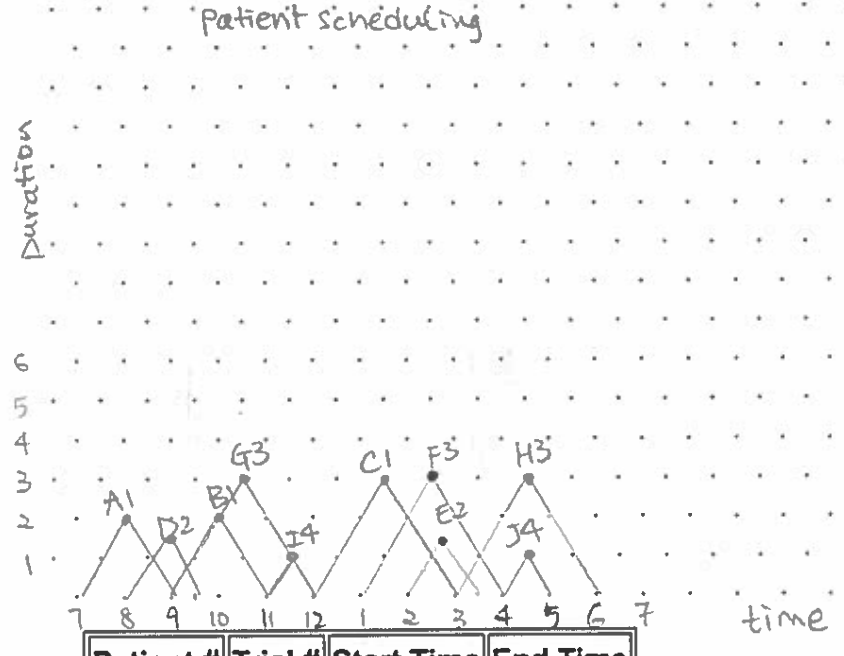 Patient scheduling
Duration
6
5
4
3
2
1
A1
D2
B1
G3
I4
C1
F3
E2
H3
J4
7 8 9 10 11 12 1 2 3 4 5 6 7 time
Patient# Trial# Start Time End Time